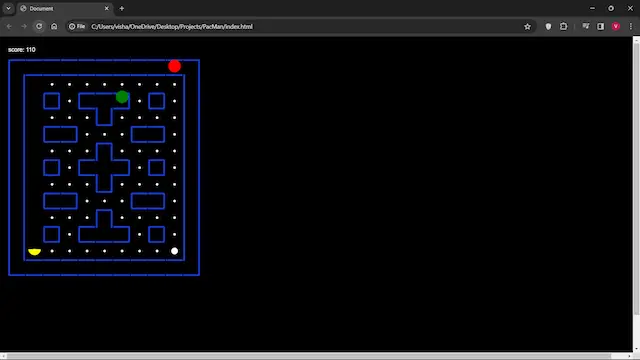 Document
File C:/Users/visha/OneDrive/Desktop/Projects/PacMan/index.html
V
score: 110